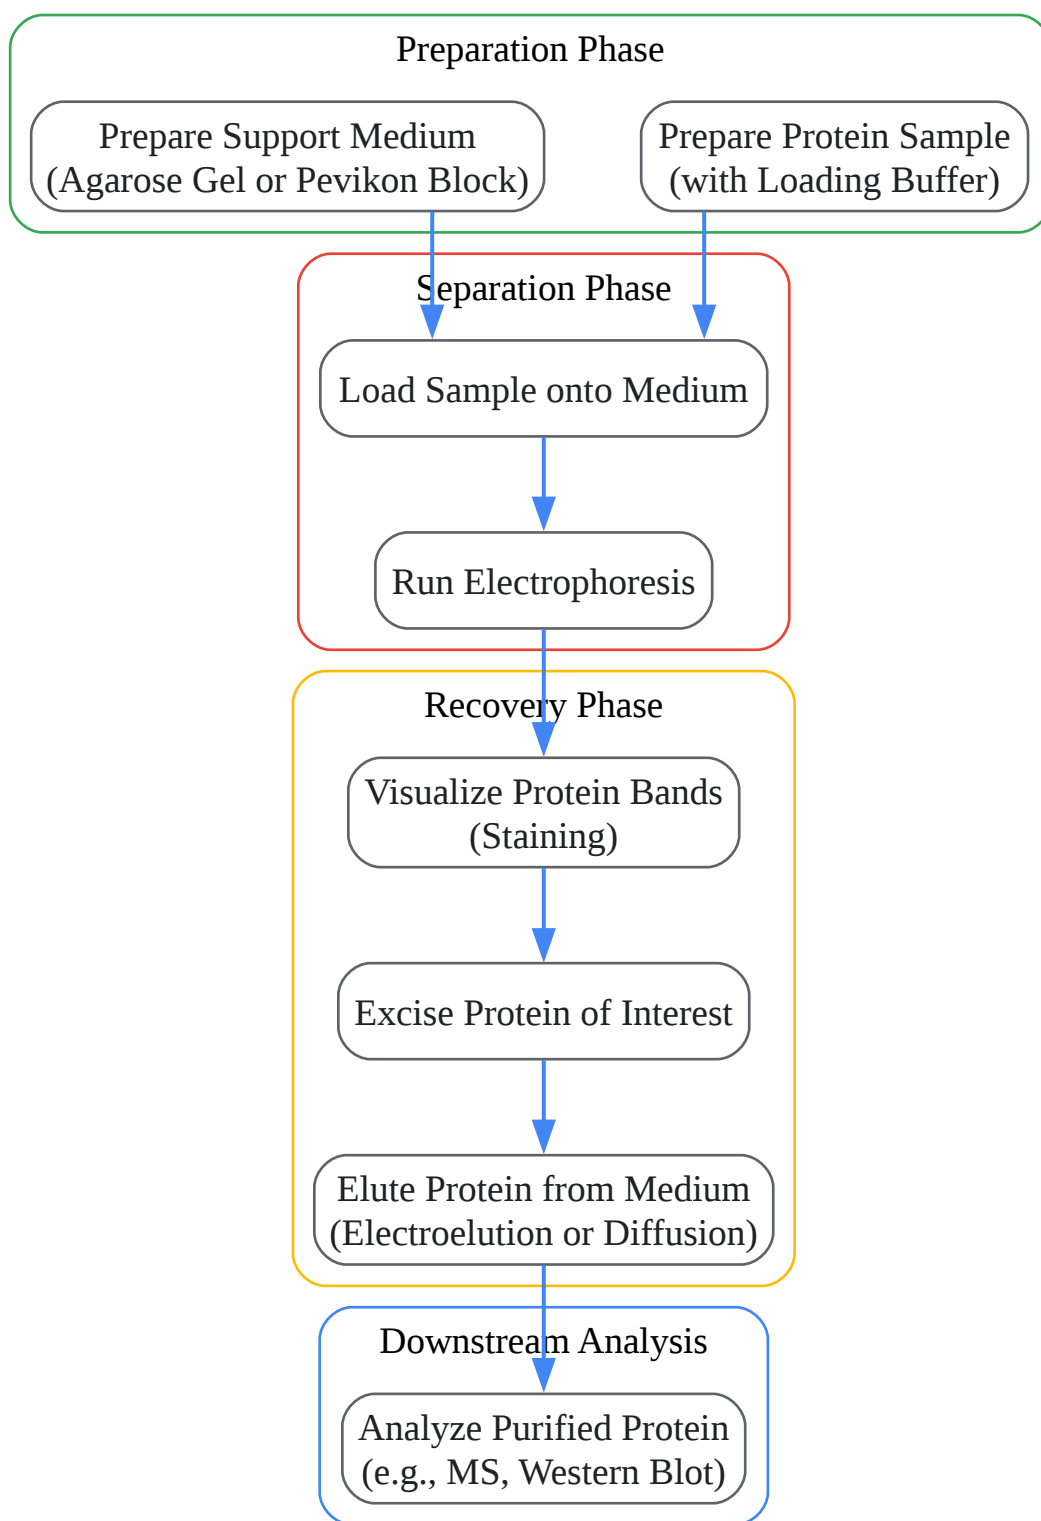 Preparation Phase
Prepare Support Medium
(Agarose Gel or Pevikon Block)
Prepare Protein Sample
(with Loading Buffer)
Separation Phase
Load Sample onto Medium
Run Electrophoresis
Recovery Phase
Visualize Protein Bands
(Staining)
Excise Protein of Interest
Elute Protein from Medium
(Electroelution or Diffusion)
Downstream Analysis
Analyze Purified Protein
(e.g., MS, Western Blot)